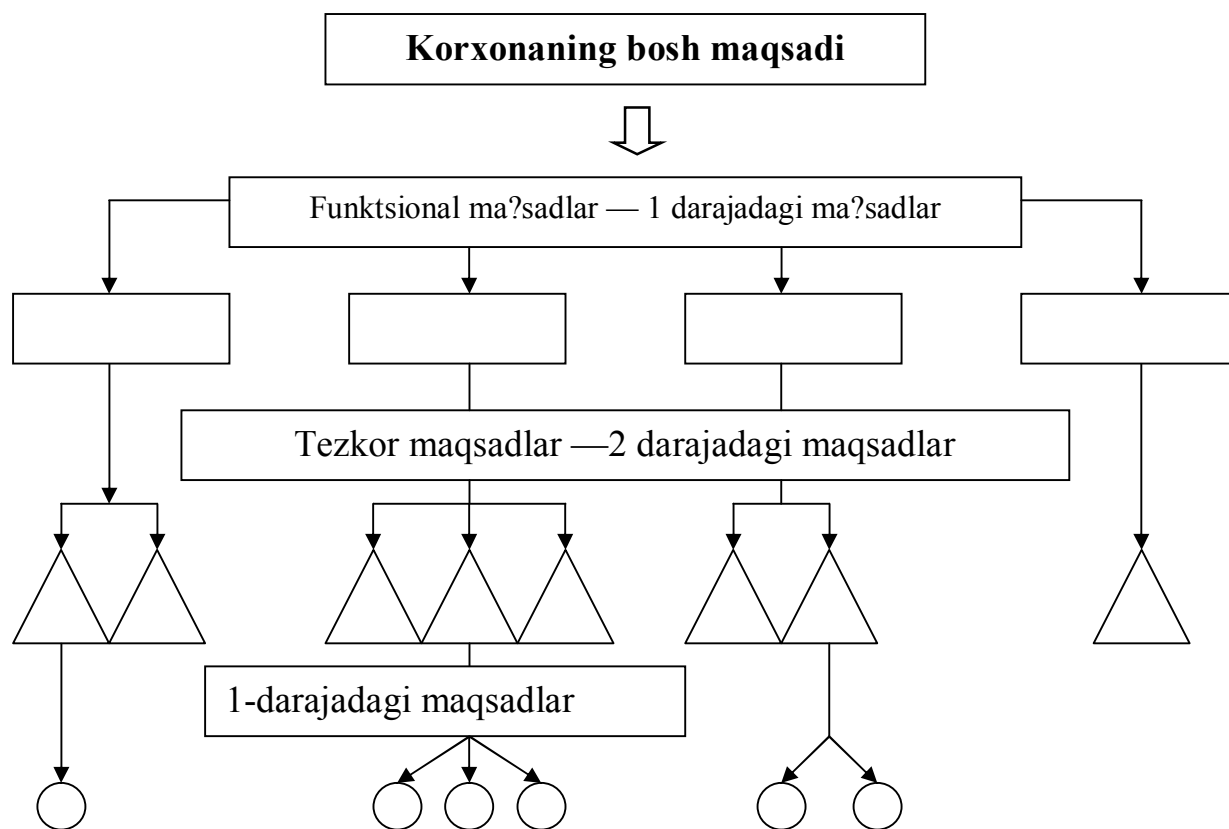 Korxonaning bosh maqsadi
Funktsional ma?sadlar — 1 darajadagi ma?sadlar
Tezkor maqsadlar —2 darajadagi maqsadlar
1-darajadagi maqsadlar